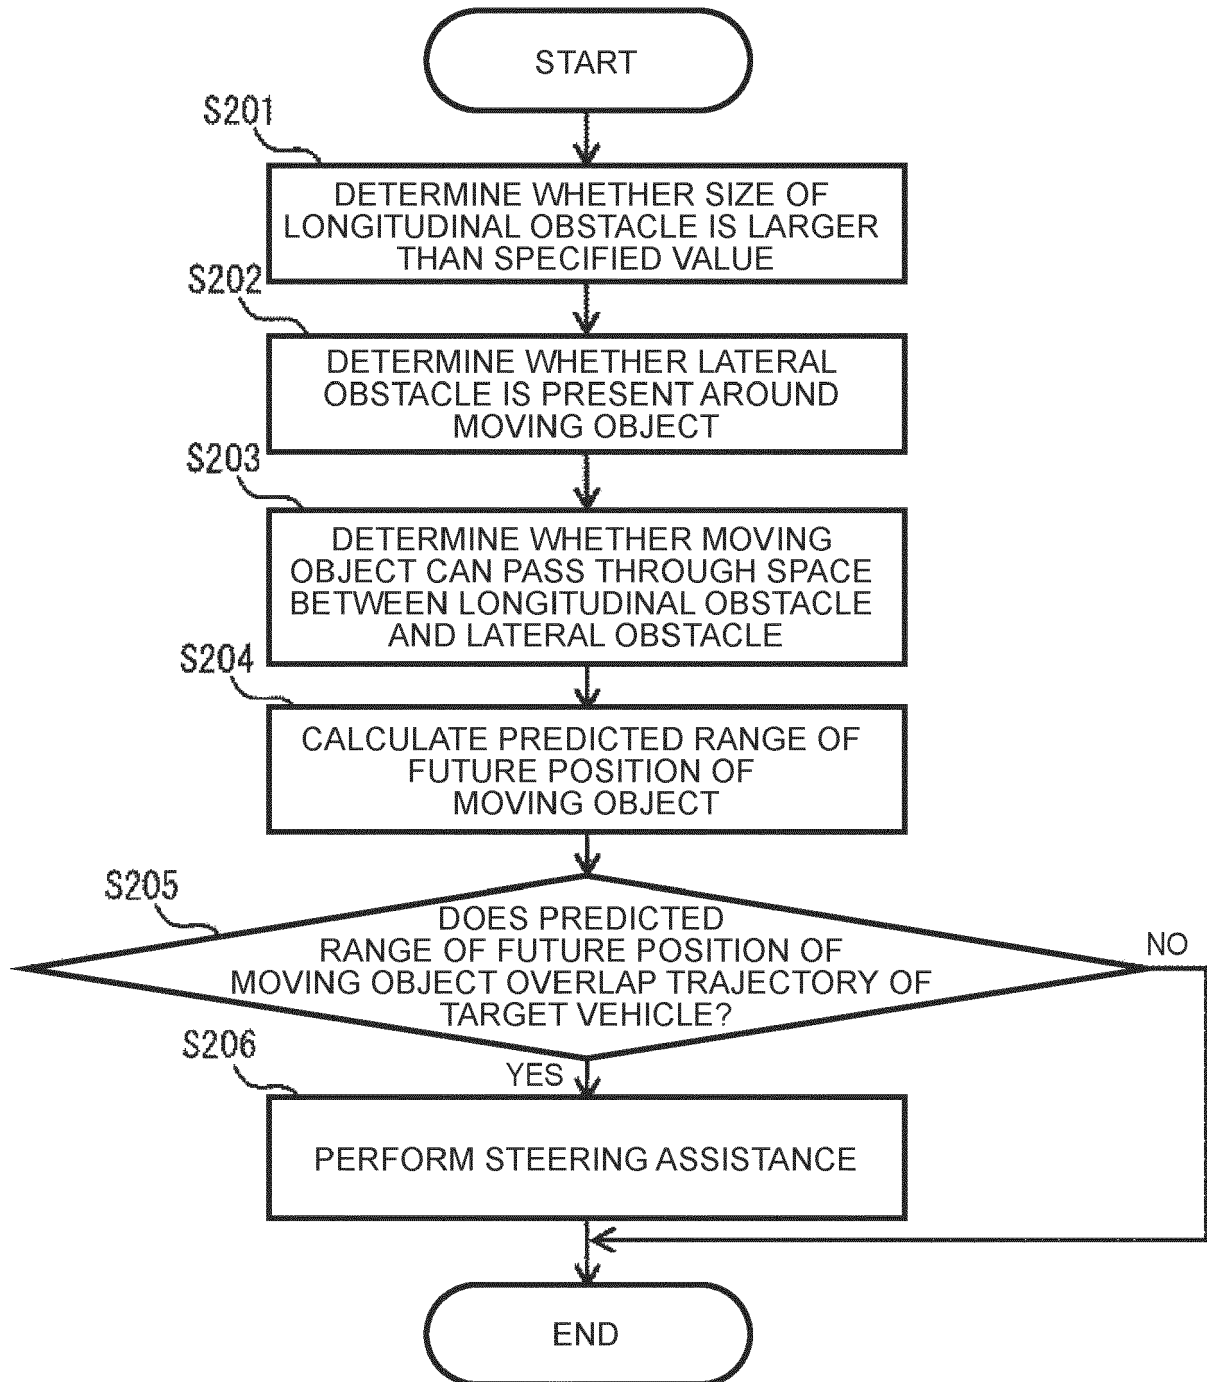 START
S201
DETERMINE WHETHER SIZE OF
LONGITUDINAL OBSTACLE IS LARGER
THAN SPECIFIED VALUE
S202
DETERMINE WHETHER LATERAL
OBSTACLE IS PRESENT AROUND
MOVING OBJECT
S203
DETERMINE WHETHER MOVING
OBJECT CAN PASS THROUGH SPACE
BETWEEN LONGITUDINAL OBSTACLE
AND LATERAL OBSTACLE
S204
CALCULATE PREDICTED RANGE OF
FUTURE POSITION OF
MOVING OBJECT
S205
DOES PREDICTED
RANGE OF FUTURE POSITION OF
MOVING OBJECT OVERLAP TRAJECTORY OF
TARGET VEHICLE?
NO
YES
S206
PERFORM STEERING ASSISTANCE
END